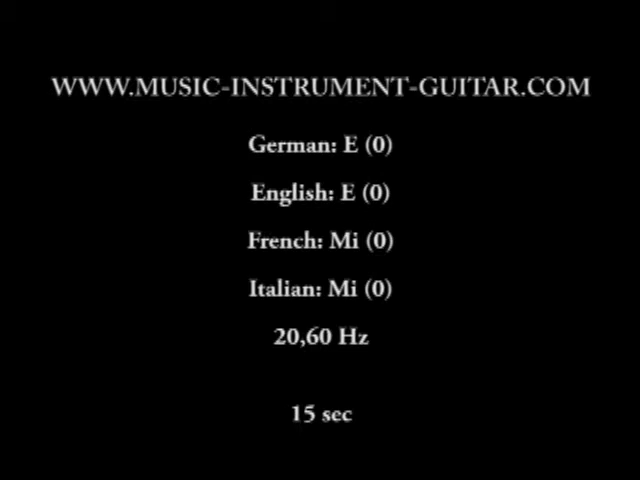 WWW.MUSIC-INSTRUMENT-GUITAR.COM
German: E (0)
English: E (0)
French: Mi (0)
Italian: Mi (0)
20,60 Hz
15 sec